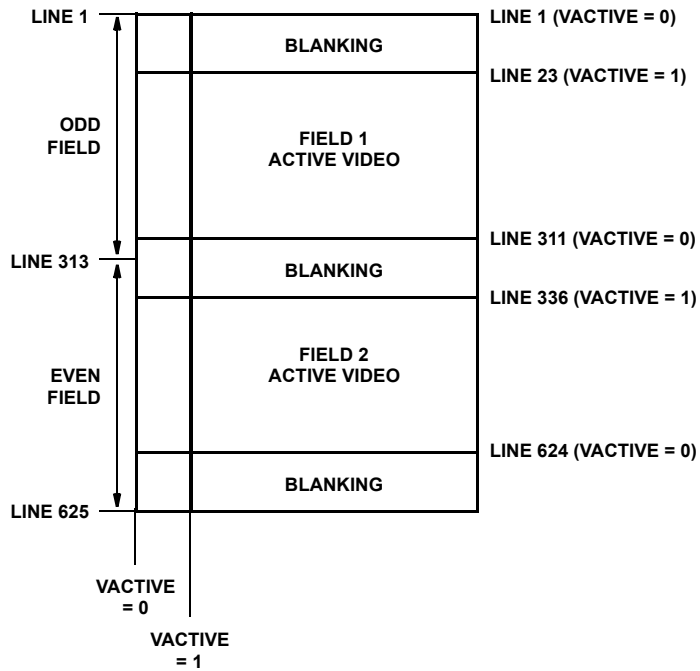 LINE 1
LINE 1 (VACTIVE = 0)
BLANKING
LINE 23 (VACTIVE = 1)
ODD
FIELD
FIELD 1
ACTIVE VIDEO
LINE 311 (VACTIVE = 0)
LINE 313
BLANKING
LINE 336 (VACTIVE = 1)
FIELD 2
ACTIVE VIDEO
EVEN
FIELD
LINE 624 (VACTIVE = 0)
BLANKING
LINE 625
VACTIVE
= 0
VACTIVE
= 1